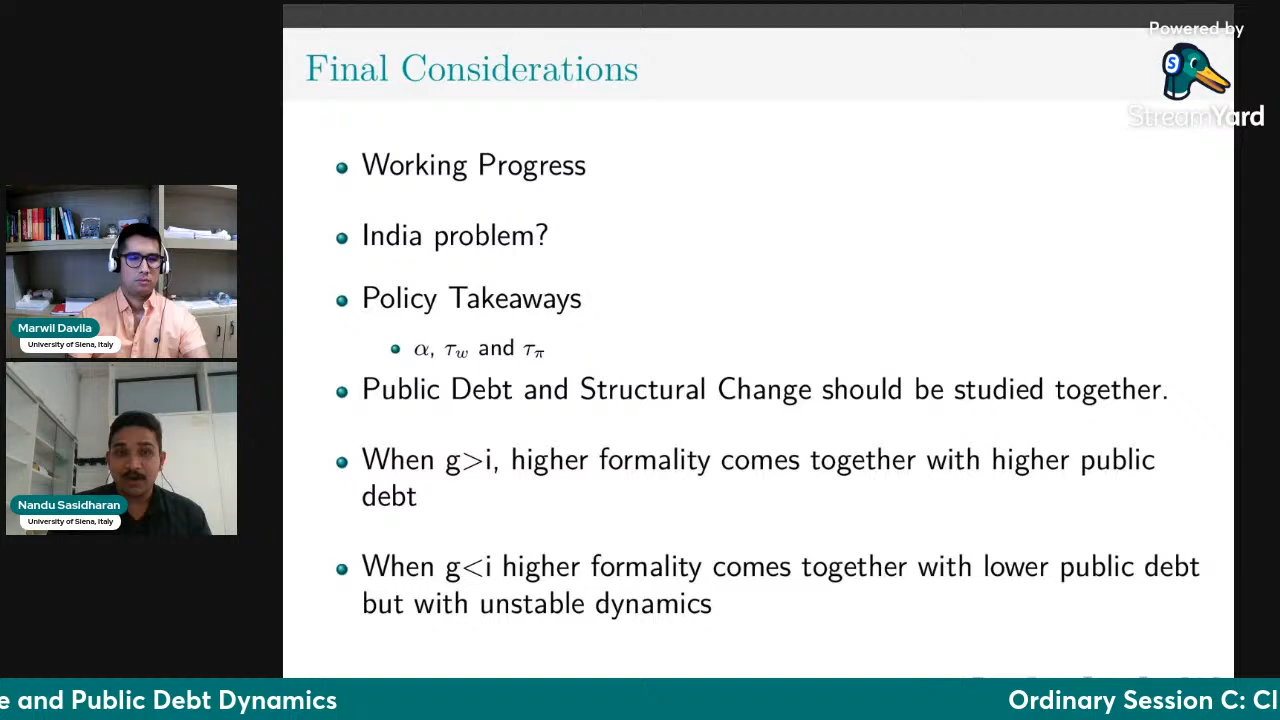 Powered by
StreamYard
Final Considerations
Working Progress
India problem?
Policy Takeaways
α, τw and τπ
Public Debt and Structural Change should be studied together.
When g>i, higher formality comes together with higher public
debt
When g<i higher formality comes together with lower public debt
but with unstable dynamics
Marwil Davila
University of Siena, Italy
Nandu Sasidharan
University of Siena, Italy
e and Public Debt Dynamics
Ordinary Session C: Cl